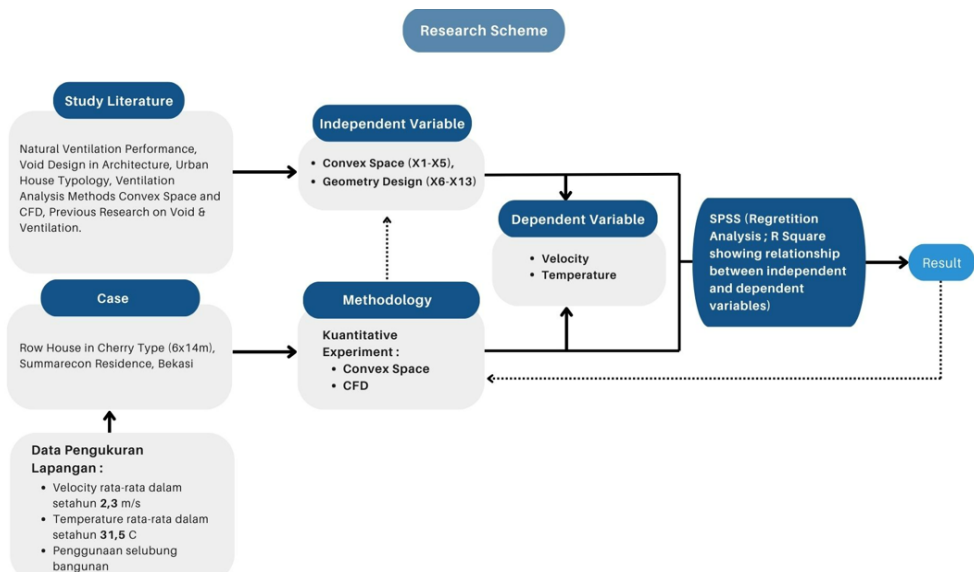 Research Scheme
Study Literature
Natural Ventilation Performance,
Void Design in Architecture, Urban
House Typology, Ventilation
Analysis Methods Convex Space and
CFD, Previous Research on Void &
Ventilation.
Independent Variable
• Convex Space (X1-X5),
• Geometry Design (X6-X13)
Dependent Variable
• Velocity
• Temperature
SPSS (Regretition
Analysis ; R Square
showing relationship
between independent
and dependent
variables)
Result
Case
Row House in Cherry Type (6x14m),
Summarecon Residence, Bekasi
Methodology
Kuantitative
Experiment :
• Convex Space
• CFD
Data Pengukuran
Lapangan :
• Velocity rata-rata dalam
setahun 2,3 m/s
• Temperature rata-rata dalam
setahun 31,5 C
• Penggunaan selubung
bangunan